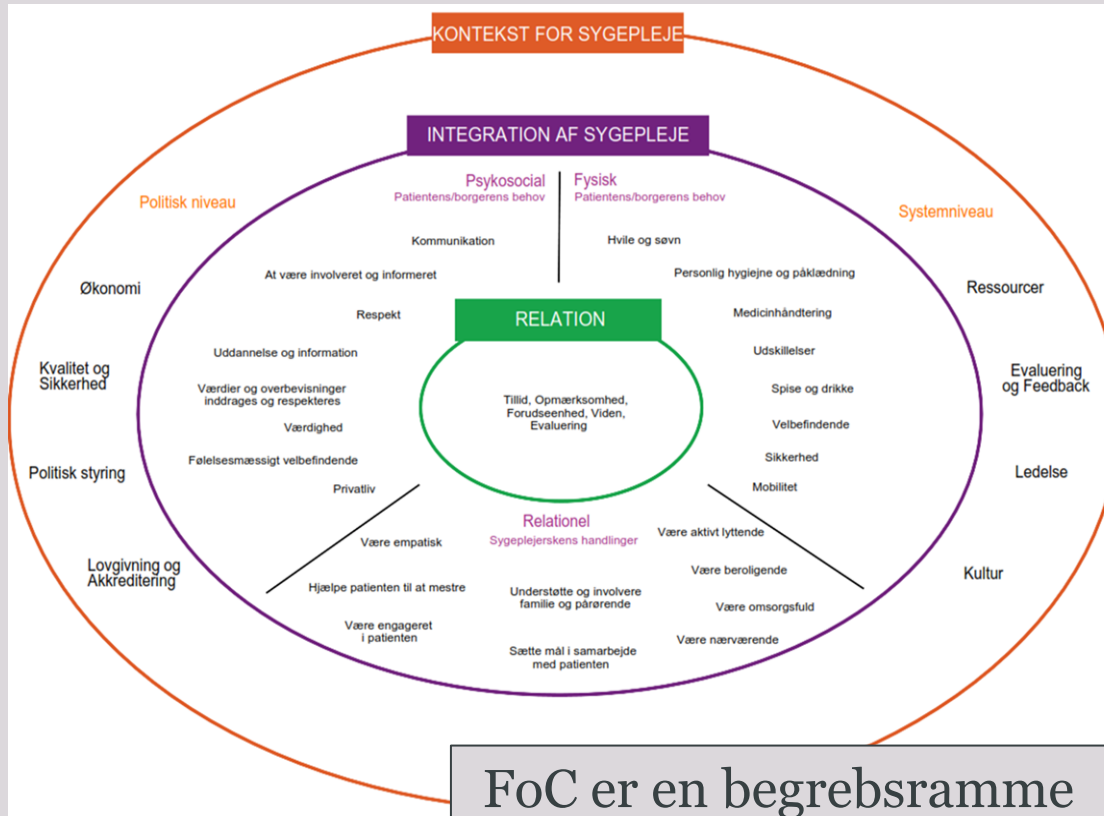 KONTEKST FOR SYGEPLEJE
INTEGRATION AF SYGEPLEJE
Politisk niveau
Økonomi
Kvalitet og
Sikkerhed
Politisk styring
Lovgivning og
Akkreditering
Psykosocial
Patientens/borgerens behov
Kommunikation
At være involveret og informeret
Respekt
Uddannelse og information
Værdier og overbevisninger
inddrages og respekteres
Værdighed
Følelsesmæssigt velbefindende
Privatliv
Fysisk
Patientens/borgerens behov
Hvile og søvn
Personlig hygiejne og påklædning
Medicinhåndtering
Udskillelser
Spise og drikke
Velbefindende
Sikkerhed
Mobilitet
Systemniveau
Ressourcer
Evaluering
og Feedback
Ledelse
Kultur
RELATION
Tillid, Opmærksomhed,
Forudseenhed, Viden,
Evaluering
Relationel
Sygeplejerskens handlinger
Være empatisk
Hjælpe patienten til at mestre
Være engageret
i patienten
Understøtte og involvere
familie og pårørende
Sætte mål i samarbejde
med patienten
Være aktivt lyttende
Være beroligende
Være omsorgsfuld
Være nærværende
FoC er en begrebsramme